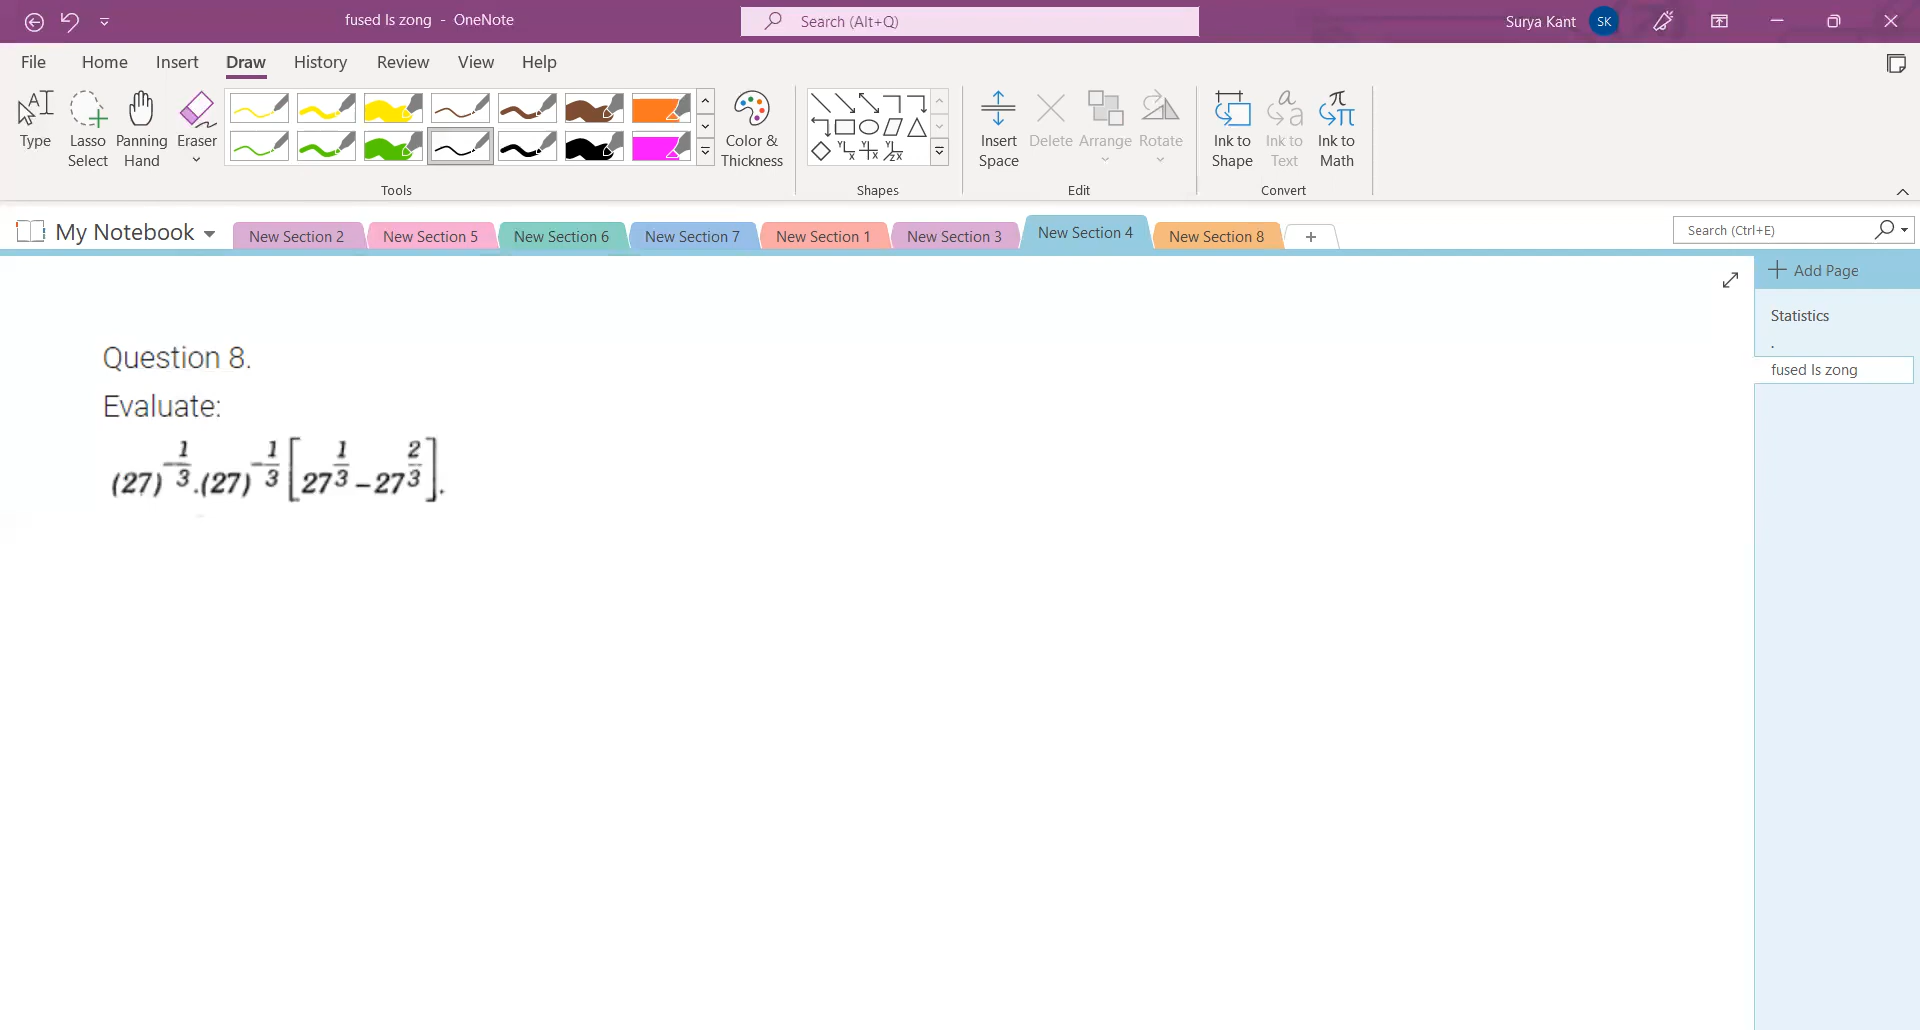 fused Is zong - OneNote
Search (Alt+Q)
Surya Kant SK
File Home Insert Draw History Review View Help
Type
Lasso Select
Panning Hand
Eraser
Color & Thickness
Insert Space
Delete
Arrange
Rotate
Ink to Shape
Ink to Text
Ink to Math
Tools Shapes Edit Convert
My Notebook
New Section 2 New Section 5 New Section 6 New Section 7 New Section 1 New Section 3 New Section 4 New Section 8 +
Search (Ctrl+E)
Add Page
Statistics
.
fused Is zong
Question 8.
Evaluate:
(27)^{-1/3}.(27)^{-1/3}[27^{1/3}-27^{2/3}].